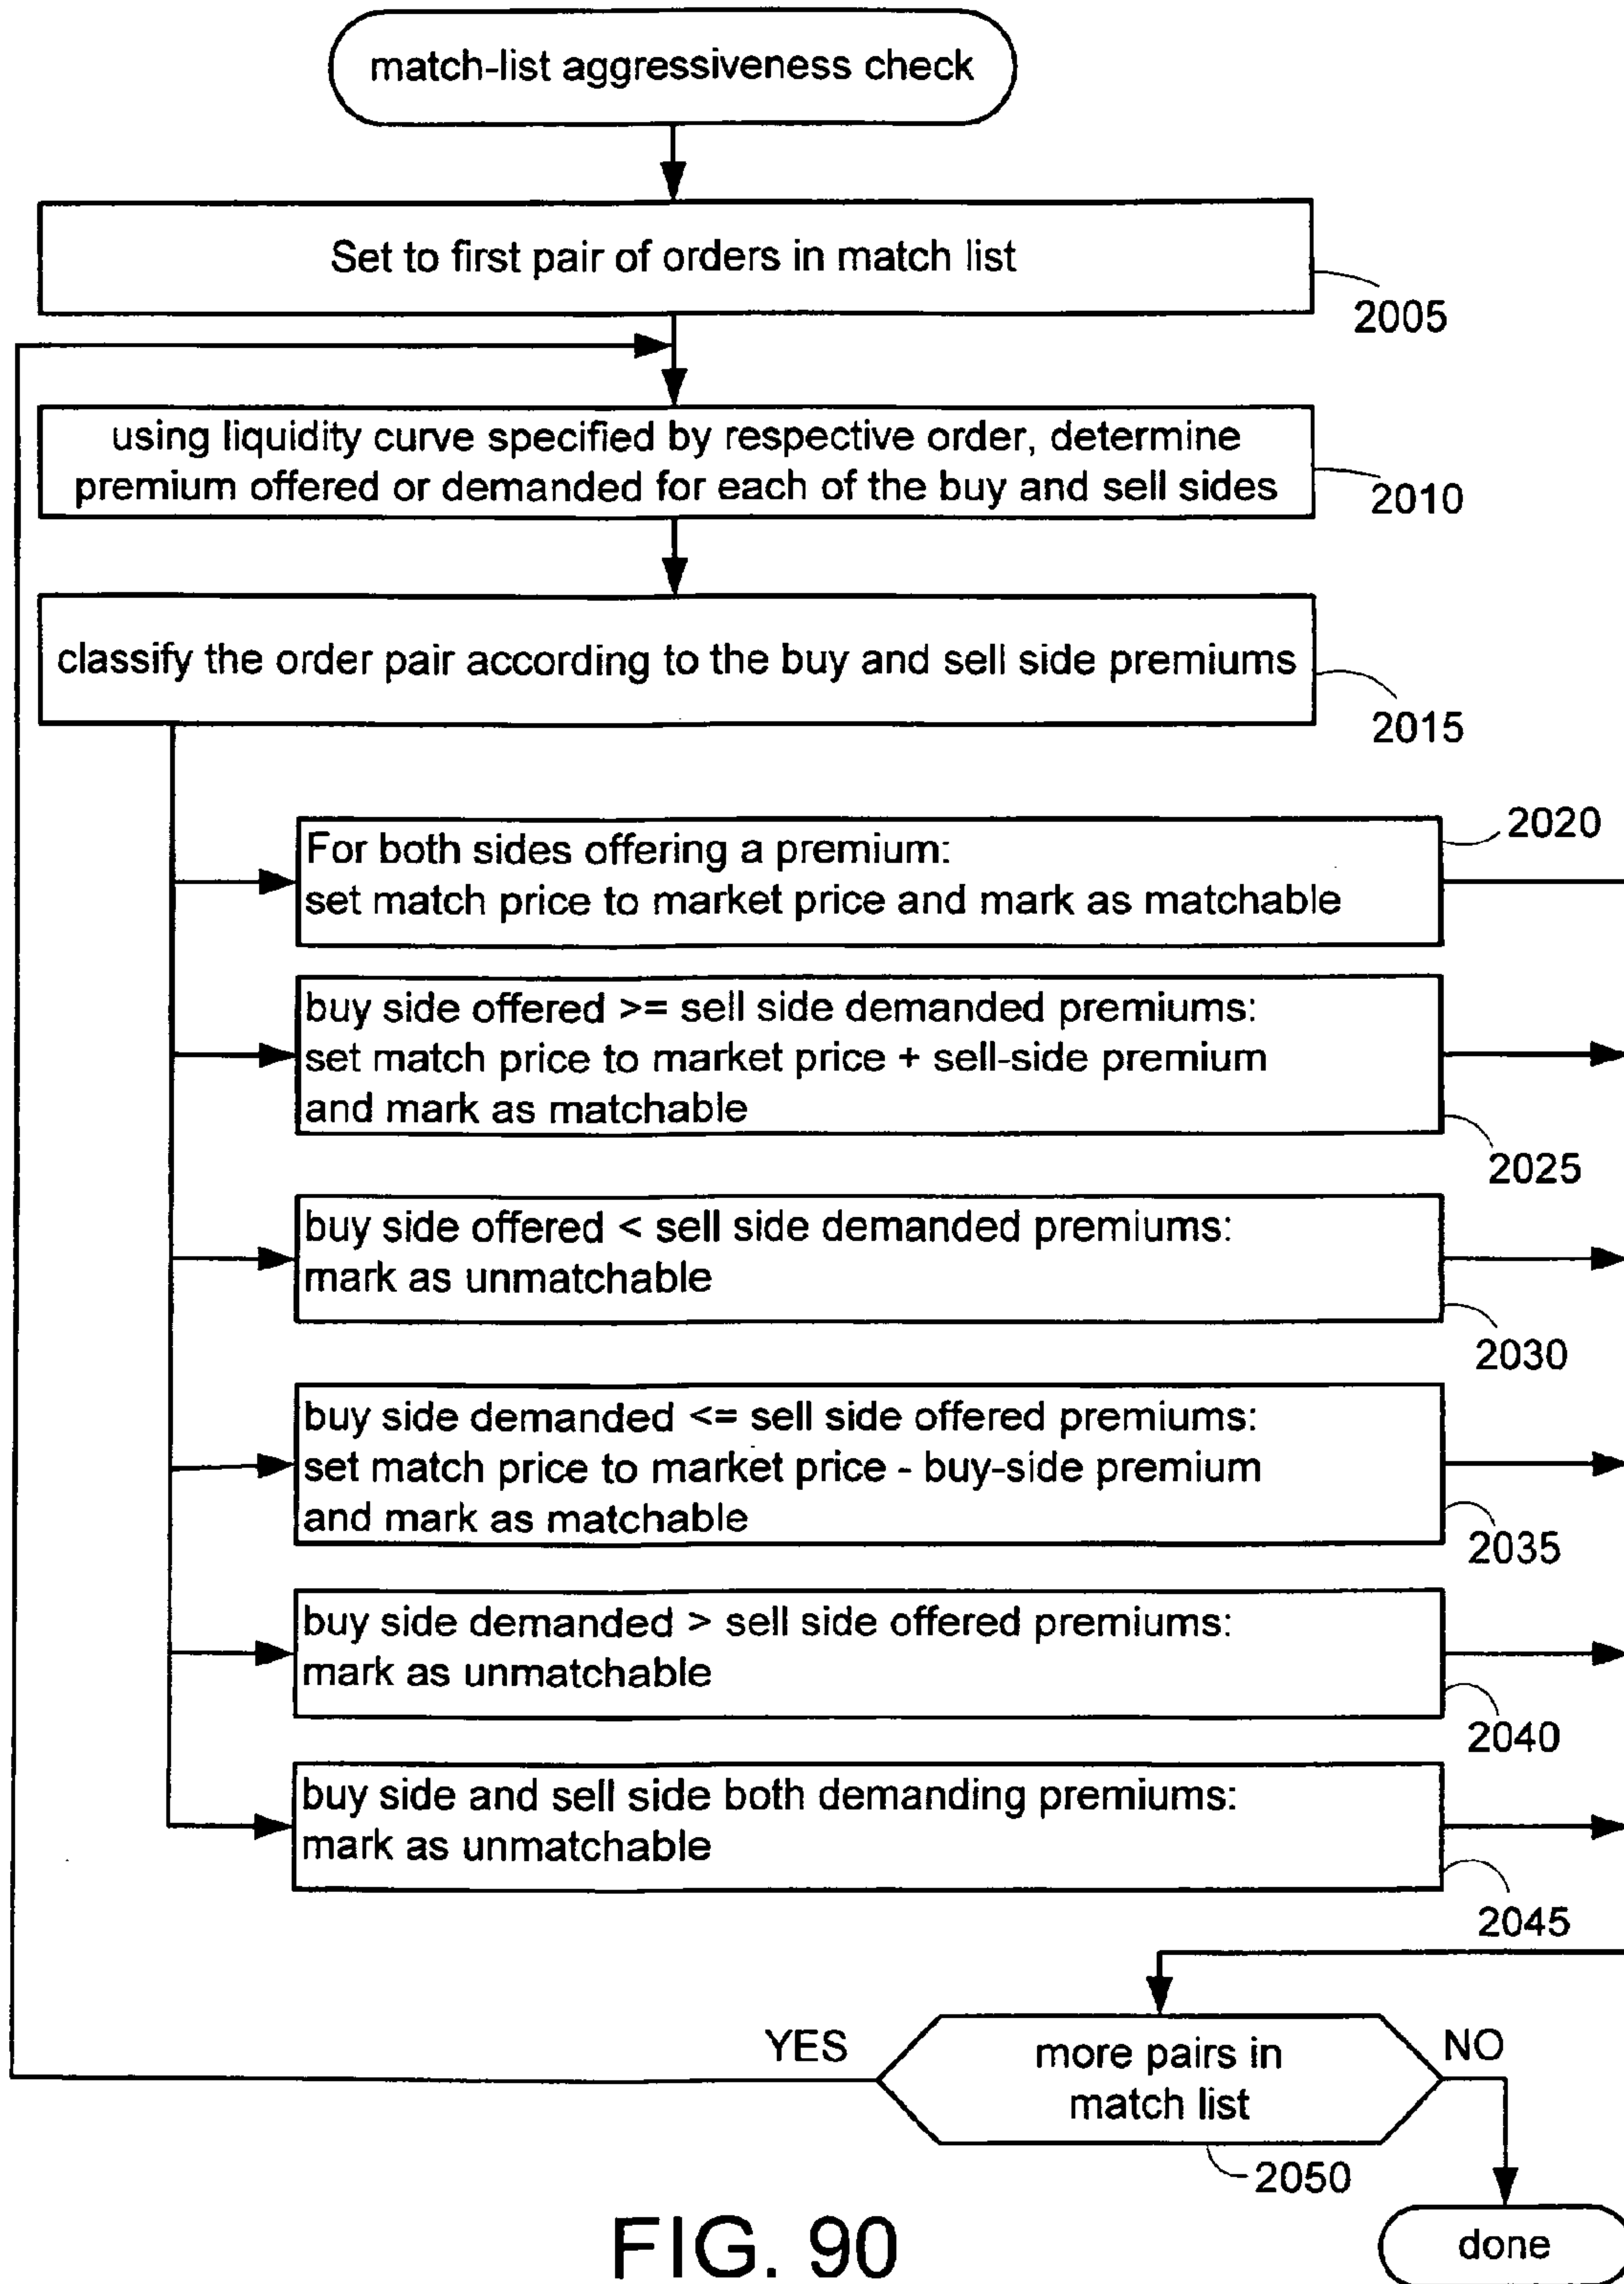 match-list aggressiveness check
Set to first pair of orders in match list
2005
using liquidity curve specified by respective order, determine
premium offered or demanded for each of the buy and sell sides
2010
classify the order pair according to the buy and sell side premiums
2015
For both sides offering a premium:
set match price to market price and mark as matchable
2020
buy side offered >= sell side demanded premiums:
set match price to market price + sell-side premium
and mark as matchable
2025
buy side offered < sell side demanded premiums:
mark as unmatchable
2030
buy side demanded <= sell side offered premiums:
set match price to market price - buy-side premium
and mark as matchable
2035
buy side demanded > sell side offered premiums:
mark as unmatchable
2040
buy side and sell side both demanding premiums:
mark as unmatchable
2045
YES
more pairs in
match list
NO
2050
done
FIG. 90